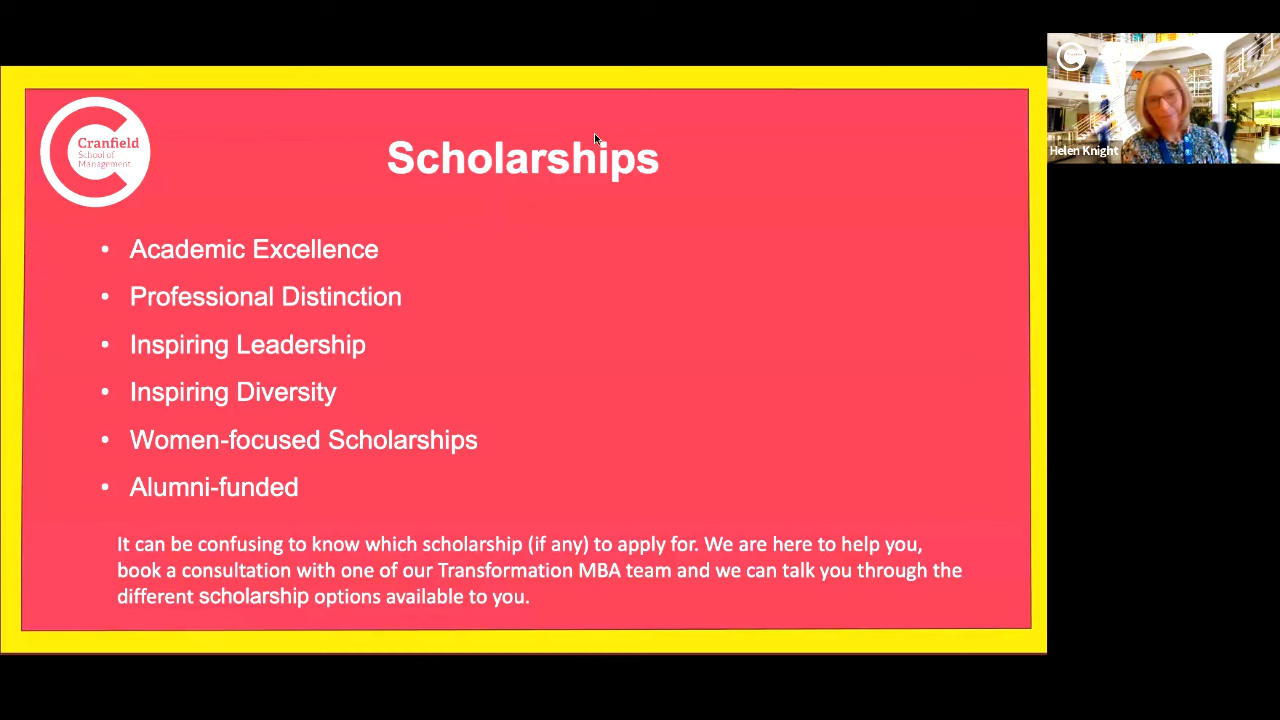 Cranfield
School of
Management
Scholarships
• Academic Excellence
• Professional Distinction
• Inspiring Leadership
• Inspiring Diversity
• Women-focused Scholarships
• Alumni-funded
It can be confusing to know which scholarship (if any) to apply for. We are here to help you,
book a consultation with one of our Transformation MBA team and we can talk you through the
different scholarship options available to you.
Helen Knight